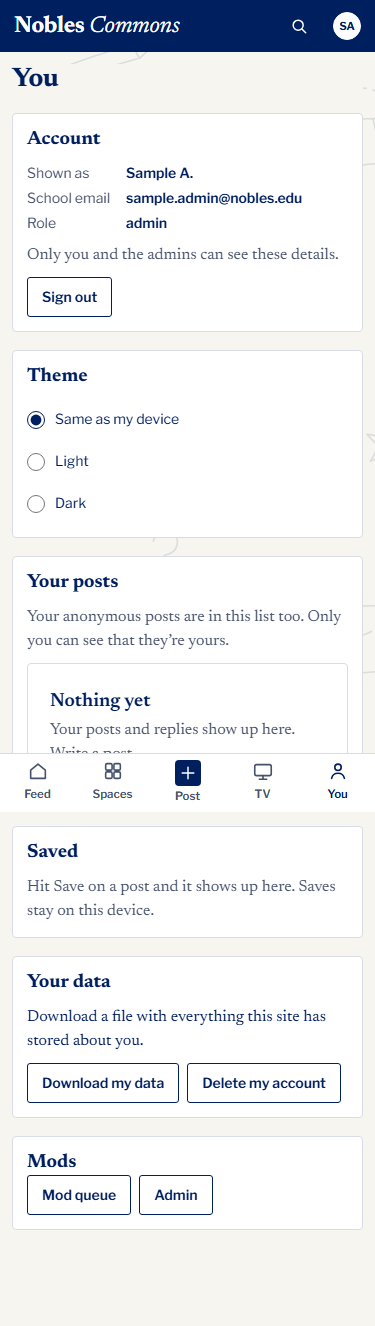 Nobles Commons
SA
You
Account
Shown as Sample A.
School email sample.admin@nobles.edu
Role admin
Only you and the admins can see these details.
Sign out
Theme
Same as my device
Light
Dark
Your posts
Your anonymous posts are in this list too. Only
you can see that they’re yours.
Nothing yet
Your posts and replies show up here.
Write a post
Feed
Spaces
Post
TV
You
Saved
Hit Save on a post and it shows up here. Saves
stay on this device.
Your data
Download a file with everything this site has
stored about you.
Download my data
Delete my account
Mods
Mod queue
Admin